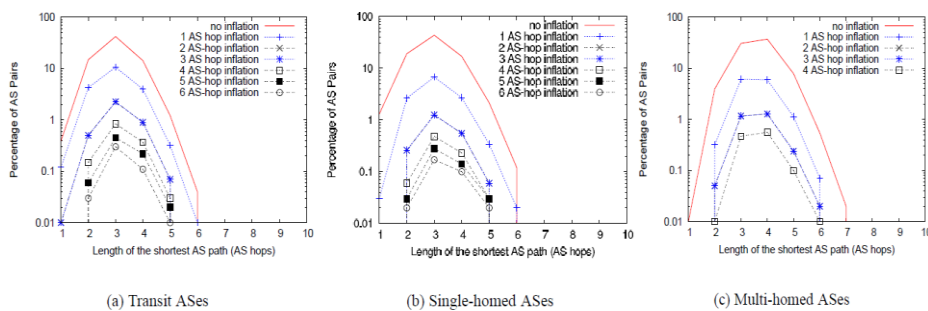 100
10
1
0.1
0.01
Percentage of AS Pairs
no inflation
1 AS hop inflation
2 AS-hop inflation
3 AS hop inflation
4 AS hop inflation
5 AS-hop inflation
6 AS-hop inflation
1 2 3 4 5 6 7 8 9 10
Length of the shortest AS path (AS hops)
(a) Transit ASes
100
10
1
0.1
0.01
Percentage of AS Pairs
no inflation
1 AS hop inflation
2 AS-hop inflation
3 AS hop inflation
4 AS-hop inflation
5 AS-hop inflation
6 AS-hop inflation
1 2 3 4 5 6 7 8 9 10
Length of the shortest AS path (AS hops)
(b) Single-homed ASes
100
10
1
0.1
0.01
Percentage of AS Pairs
no inflation
1 AS hop inflation
2 AS-hop inflation
3 AS hop inflation
4 AS-hop inflation
1 2 3 4 5 6 7 8 9 10
Length of the shortest AS path (AS hops)
(c) Multi-homed ASes